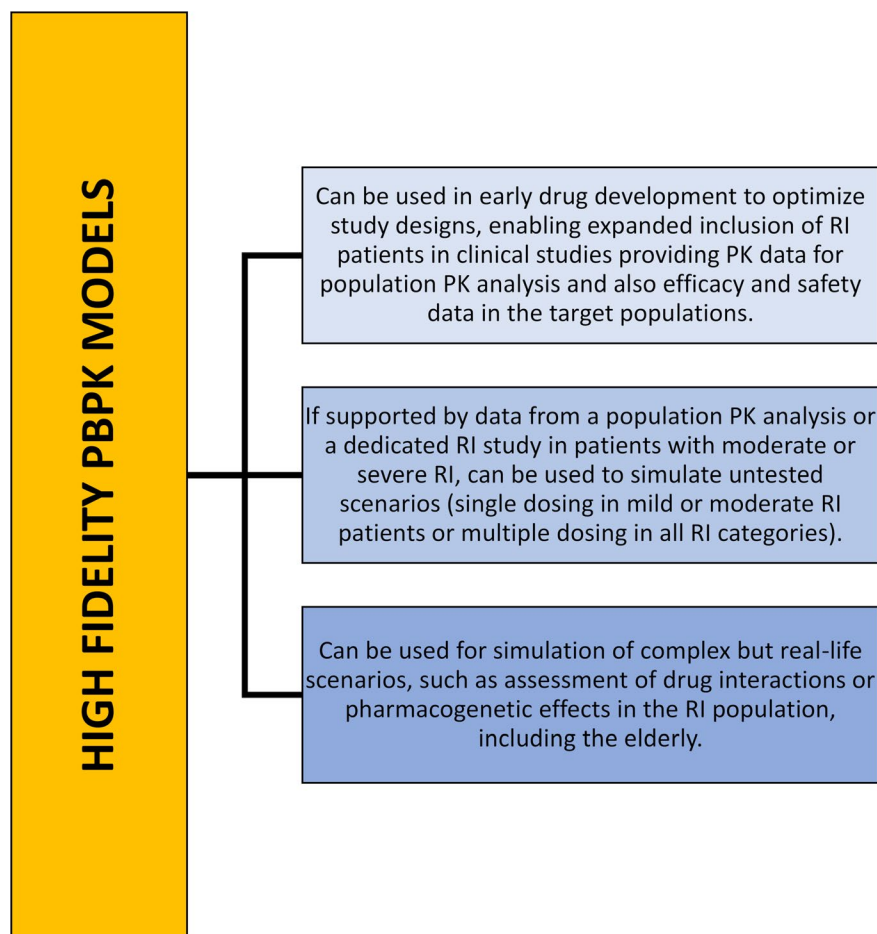 HIGH FIDELITY PBPK MODELS
Can be used in early drug development to optimize
study designs, enabling expanded inclusion of RI
patients in clinical studies providing PK data for
population PK analysis and also efficacy and safety
data in the target populations.
If supported by data from a population PK analysis or
a dedicated RI study in patients with moderate or
severe RI, can be used to simulate untested
scenarios (single dosing in mild or moderate RI
patients or multiple dosing in all RI categories).
Can be used for simulation of complex but real-life
scenarios, such as assessment of drug interactions or
pharmacogenetic effects in the RI population,
including the elderly.